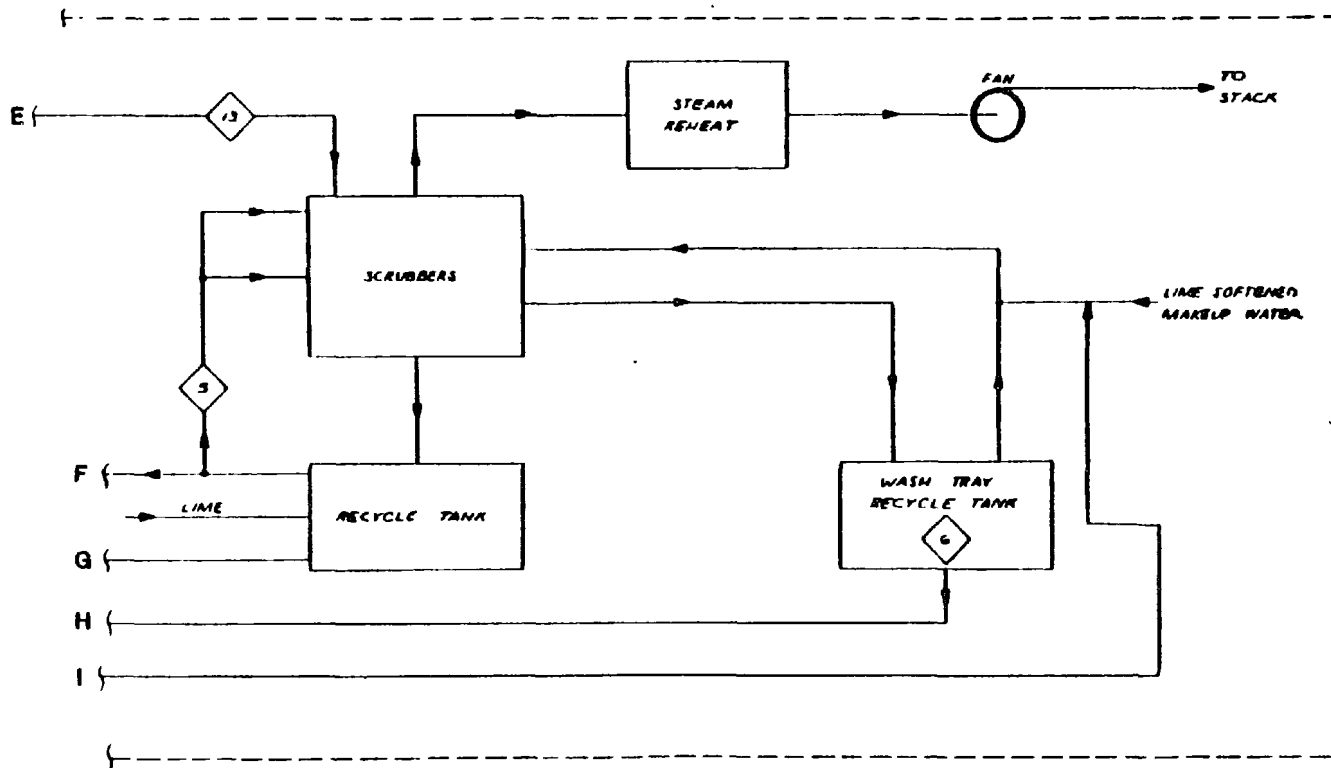 E
13
STEAM
REHEAT
FAN
TO
STACK
SCRUBBERS
LIME SOFTENED
MAKEUP WATER
5
F
LIME
G
RECYCLE TANK
WASH TRAY
RECYCLE TANK
6
H
I